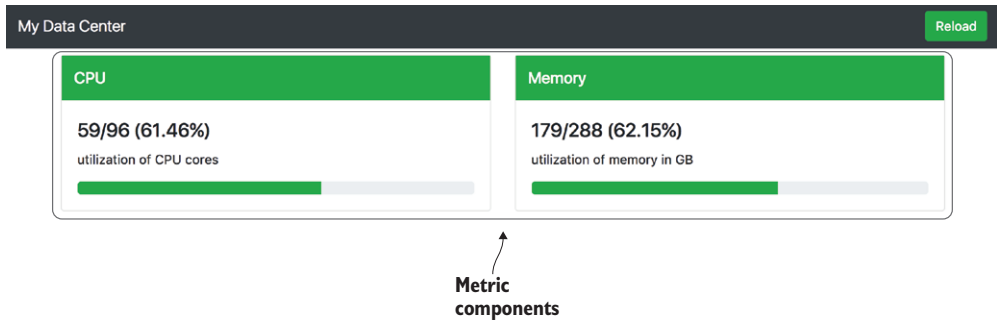 My Data Center
Reload
CPU
Memory
59/96 (61.46%)
179/288 (62.15%)
utilization of CPU cores
utilization of memory in GB
Metric
components